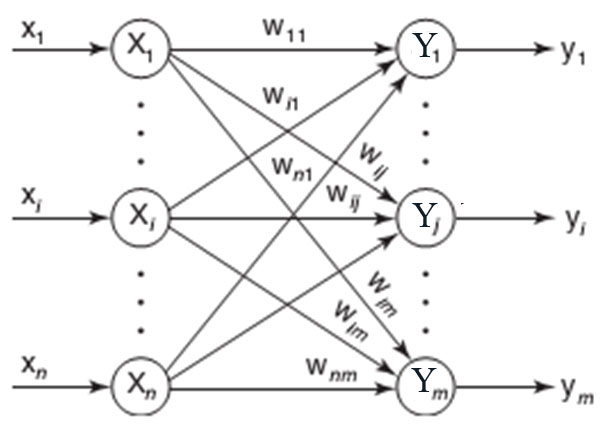 x1 X1 w11 Y1 y1
wi1
wn1 wij
xi Xi wij Yj yi
wim
wim
xn Xn wnm Ym ym